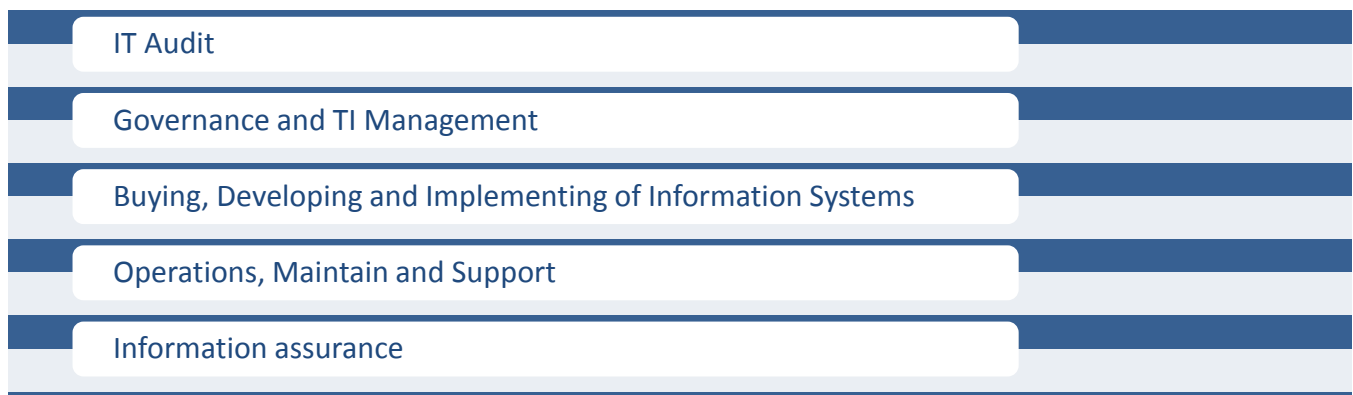 IT Audit
Governance and TI Management
Buying, Developing and Implementing of Information Systems
Operations, Maintain and Support
Information assurance